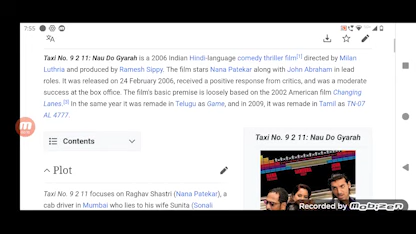 7:55
Taxi No. 9 2 11: Nau Do Gyarah is a 2006 Indian Hindi-language comedy thriller film[1] directed by Milan
Luthria and produced by Ramesh Sippy. The film stars Nana Patekar along with John Abraham in lead
roles. It was released on 24 February 2006, received a positive response from critics, and was a moderate
success at the box office. The film's basic premise is loosely based on the 2002 American film Changing
Lanes.[3] In the same year it was remade in Telugu as Game, and in 2009, it was remade in Tamil as TN-07
AL 4777.
Contents
Taxi No. 9 2 11: Nau Do Gyarah
Plot
Taxi No. 9 2 11 focuses on Raghav Shastri (Nana Patekar), a
cab driver in Mumbai who lies to his wife Sunita (Sonali
Recorded by Mobizen